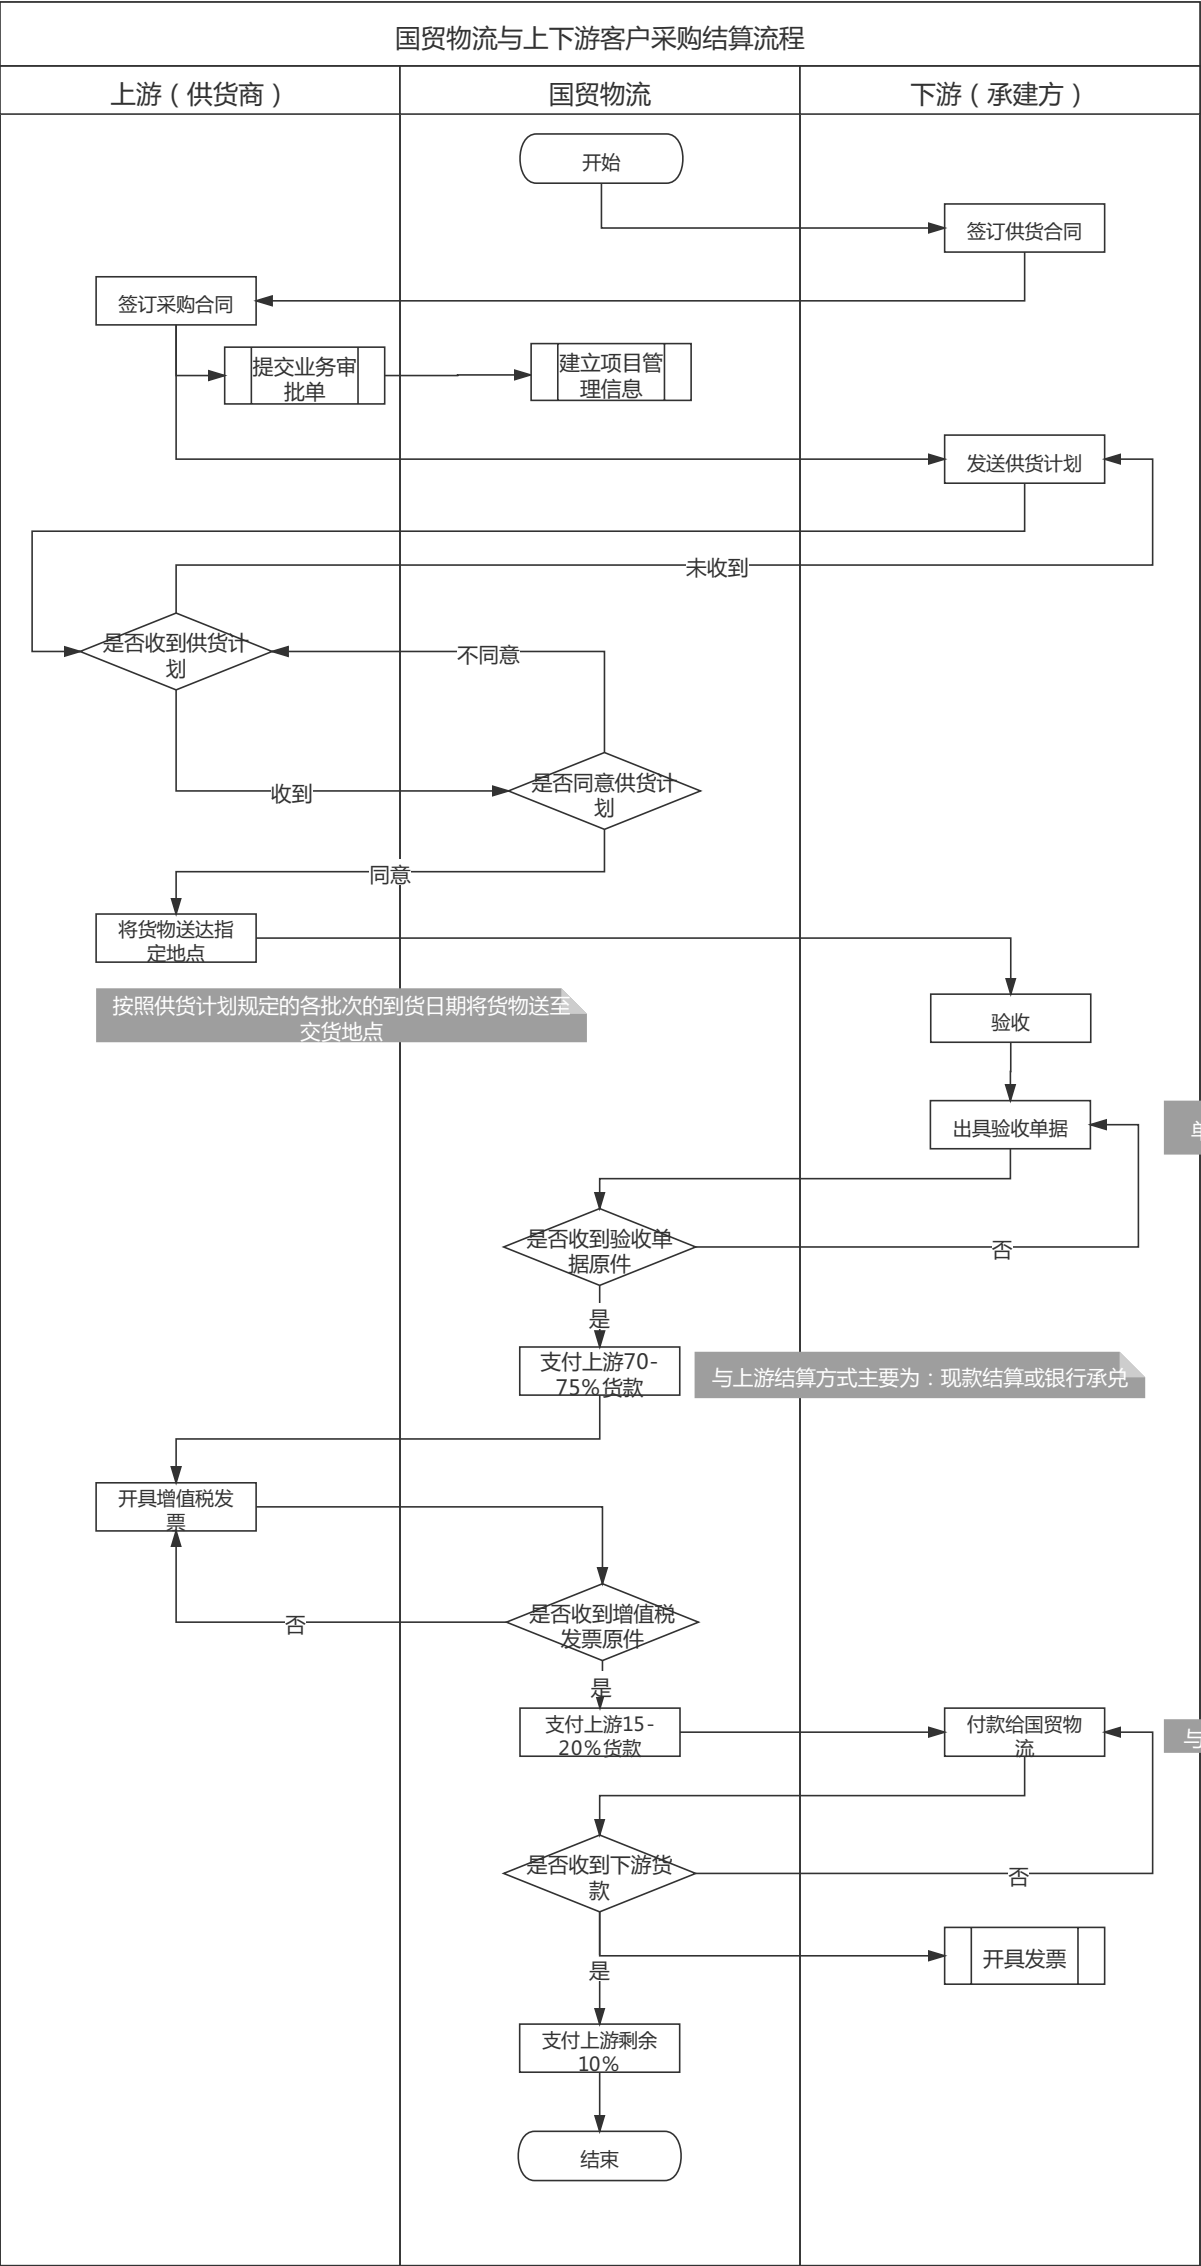 国贸物流与上下游客户采购结算流程
上游（供货商）
国贸物流
下游（承建方）
开始
签订供货合同
签订采购合同
提交业务审
批单
建立项目管
理信息
发送供货计划
未收到
是否收到供货计
划
不同意
收到
是否同意供货计
划
同意
将货物送达指
定地点
按照供货计划规定的各批次的到货日期将货物送至
交货地点
验收
出具验收单据
是否收到验收单
据原件
否
是
支付上游70-
75%货款
与上游结算方式主要为：现款结算或银行承兑
开具增值税发
票
是否收到增值税
发票原件
否
是
支付上游15-
20%货款
付款给国贸物
流
与
是否收到下游货
款
否
开具发票
是
支付上游剩余
10%
结束